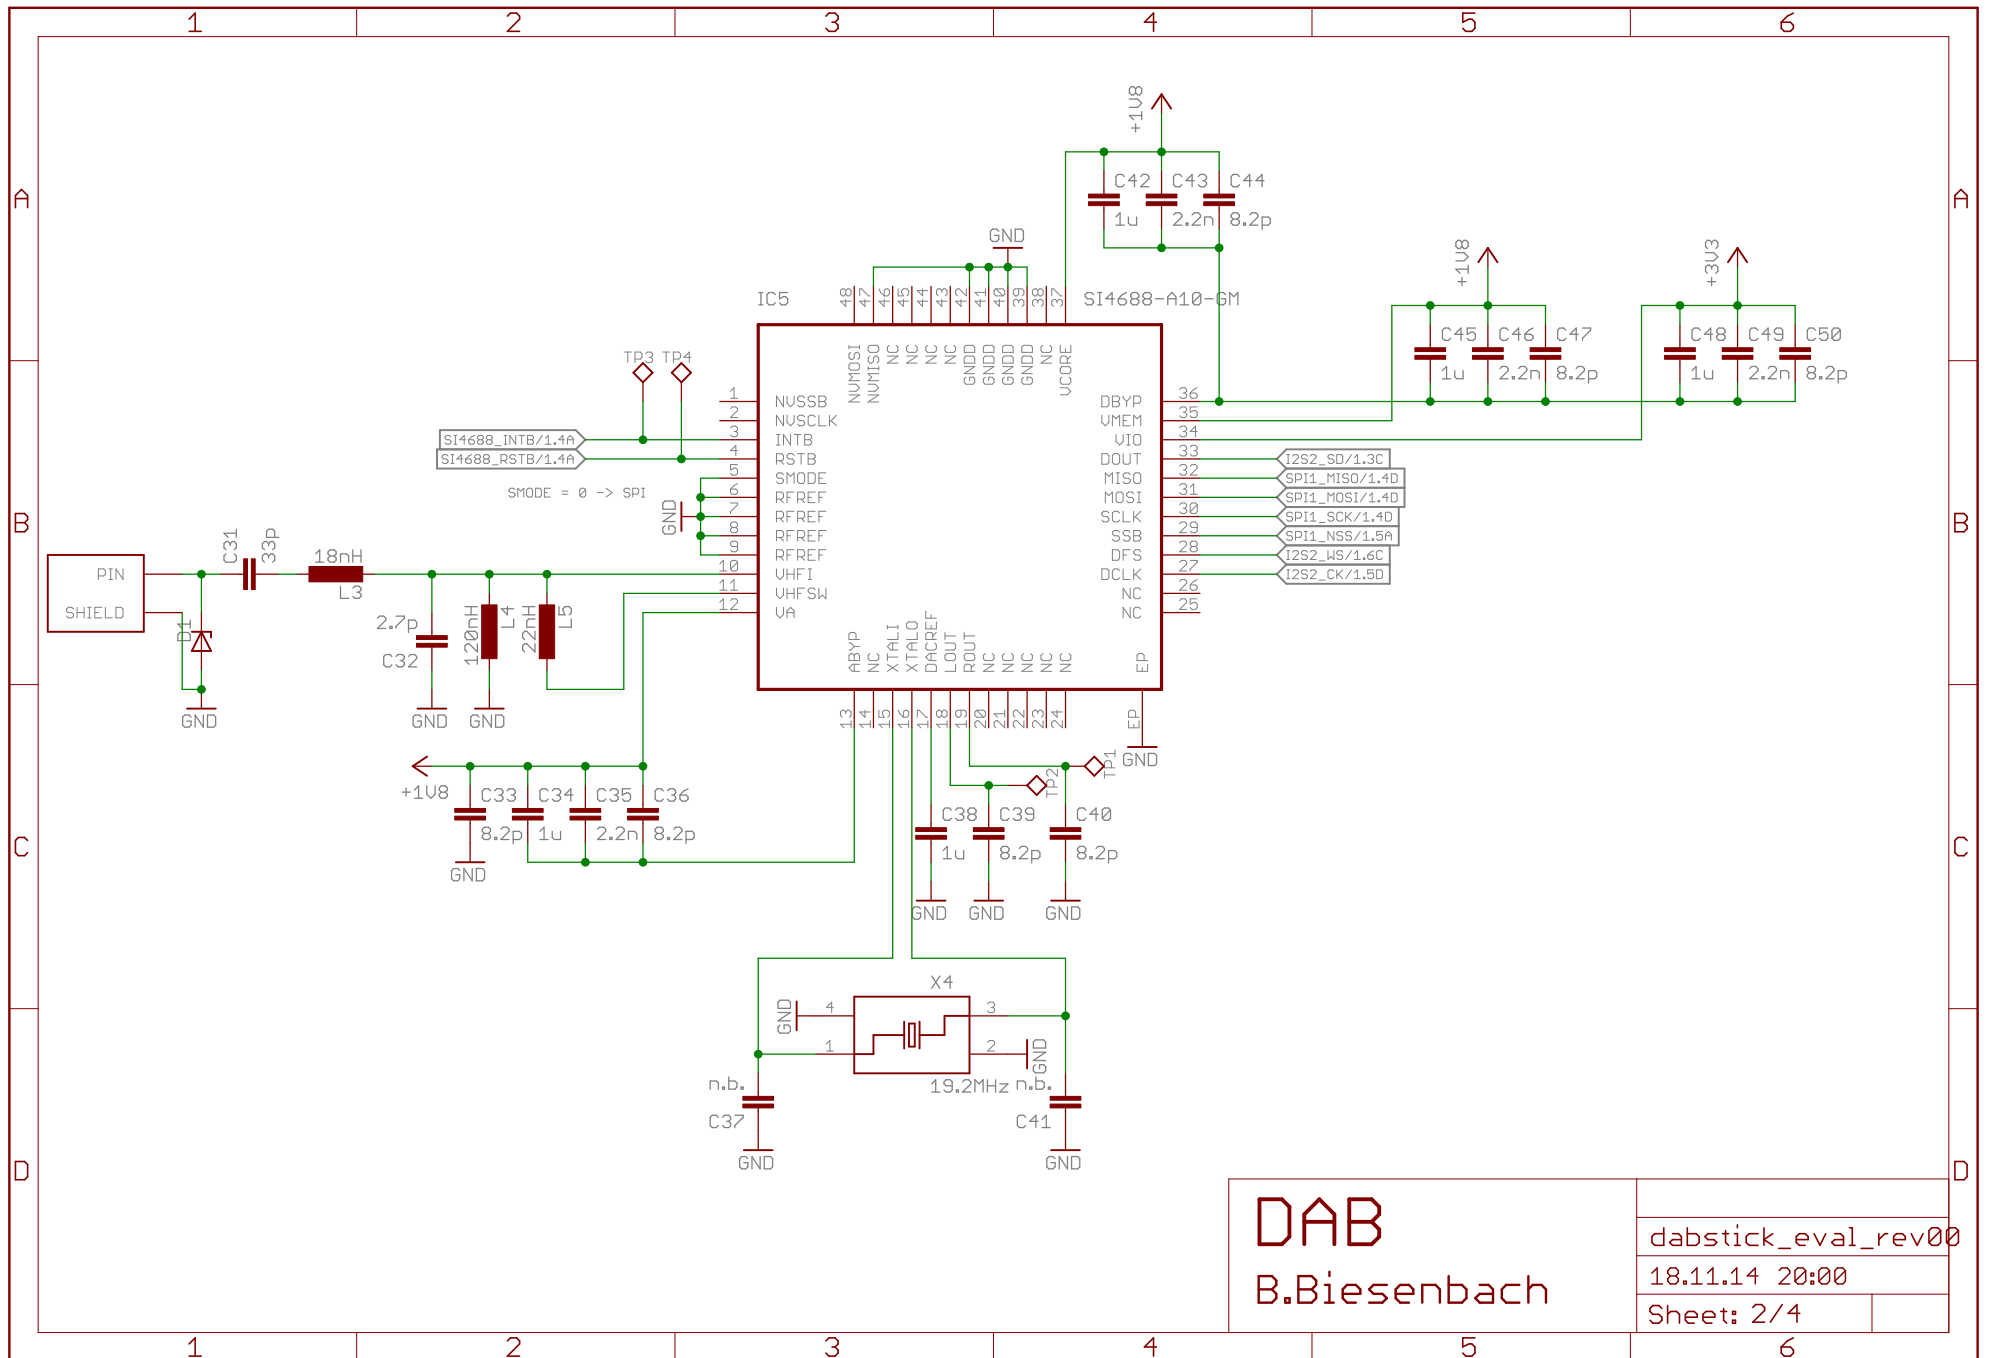 1 2 3 4 5 6
A A
B B
C C
D D
+1V8
C42 C43 C44
1u 2.2n 8.2p
GND
+1V8
+3V3
IC5
SI4688-A10-GM
48 47 46 45 44 43 42 41 40 39 38 37
NVMOSI NVMISO NC NC NC NC GNDD GNDD GNDD GNDD NC VCORE
C45 C46 C47
1u 2.2n 8.2p
C48 C49 C50
1u 2.2n 8.2p
TP3 TP4
1 NVSSB
2 NVSCLK
3 INTB
4 RSTB
5 SMODE
6 RFREF
7 RFREF
8 RFREF
9 RFREF
10 VHFI
11 VHFSW
12 VA
DBYP 36
VMEM 35
VIO 34
DOUT 33
MISO 32
MOSI 31
SCLK 30
SSB 29
DFS 28
DCLK 27
NC 26
NC 25
SI4688_INTB/1.4A
SI4688_RSTB/1.4A
SMODE = 0 -> SPI
GND
I2S2_SD/1.3C
SPI1_MISO/1.4D
SPI1_MOSI/1.4D
SPI1_SCK/1.4D
SPI1_NSS/1.5A
I2S2_WS/1.6C
I2S2_CK/1.5D
PIN
SHIELD
C31
33p
18nH
L3
D1
GND
2.7p
C32
GND
120nH
L4
GND
22nH
L5
ABYP NC XTALI XTALO DACREF LOUT ROUT NC NC NC NC NC EP
13 14 15 16 17 18 19 20 21 22 23 24 EP
GND
TP1
TP2
+1V8
C33 C34 C35 C36
8.2p 1u 2.2n 8.2p
GND
C38 C39 C40
1u 8.2p 8.2p
GND GND GND
X4
GND 4 3
1 2 GND
19.2MHz
n.b.
C37
GND
n.b.
C41
GND
DAB
B.Biesenbach
dabstick_eval_rev00
18.11.14 20:00
Sheet: 2/4
1 2 3 4 5 6